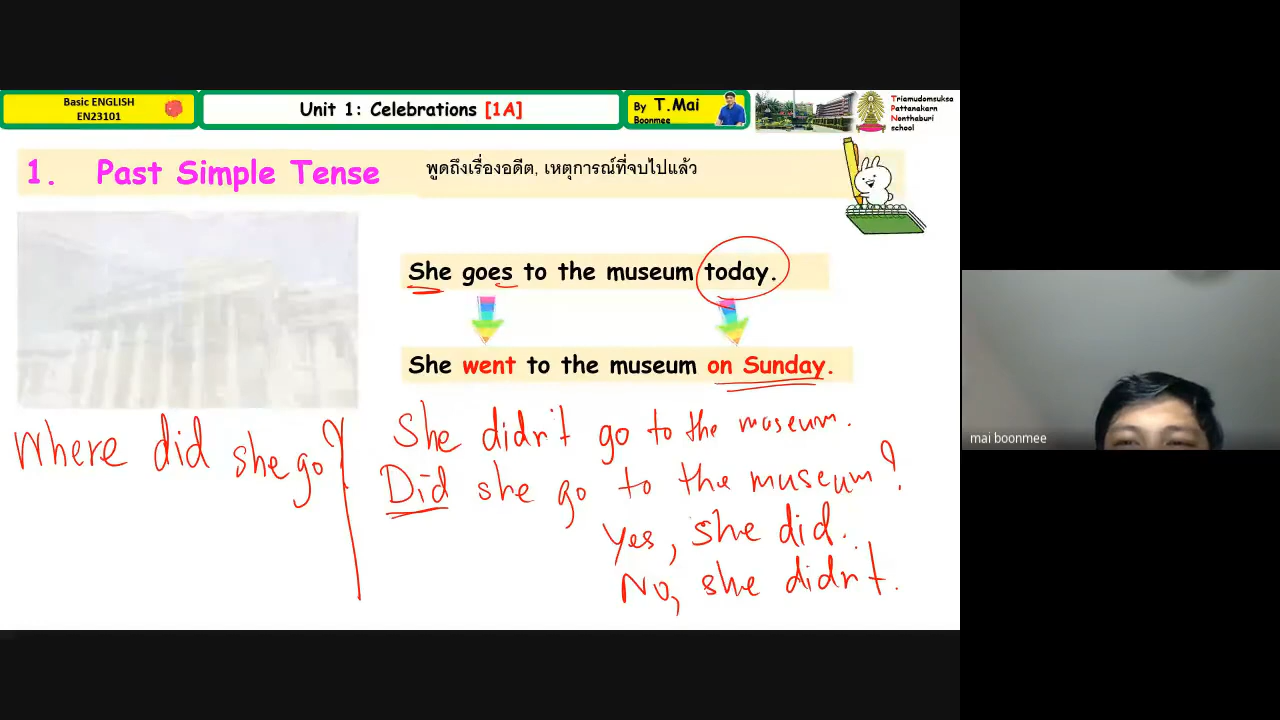 Basic ENGLISH
EN23101
Unit 1: Celebrations [1A]
By T.Mai
Boonmee
Triamudomsuksa
Pattanakarn
Nonthaburi
school
1. Past Simple Tense
พูดถึงเรื่องอดีต, เหตุการณ์ที่จบไปแล้ว
She goes to the museum today.
She went to the museum on Sunday.
Where did she go?
She didn't go to the museum.
Did she go to the museum?
Yes, she did.
No, she didn't.
mai boonmee